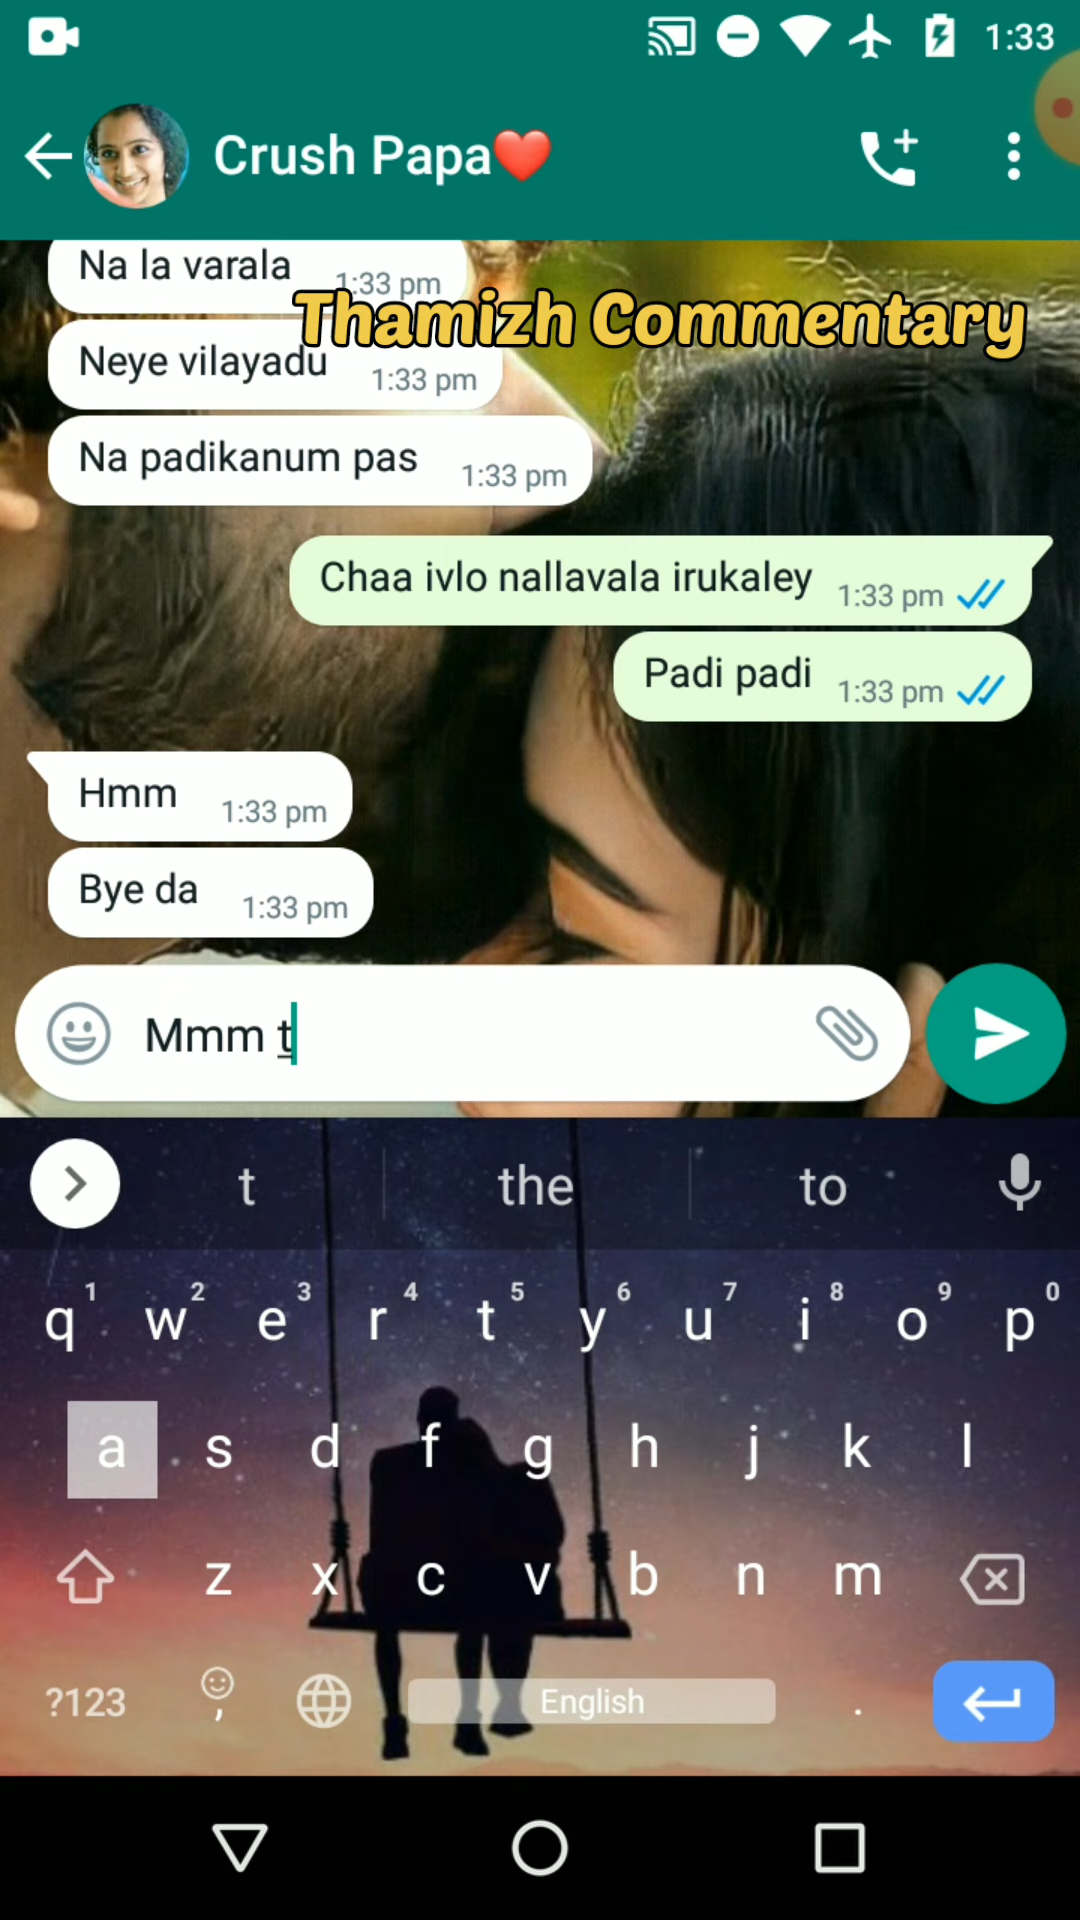 1:33
Crush Papa❤️
Na la varala 1:33 pm
Thamizh Commentary
Neye vilayadu 1:33 pm
Na padikanum pas 1:33 pm
Chaa ivlo nallavala irukaley 1:33 pm
Padi padi 1:33 pm
Hmm 1:33 pm
Bye da 1:33 pm
Mmm t
t the to
1 2 3 4 5 6 7 8 9 0
q w e r t y u i o p
a s d f g h j k l
z x c v b n m
?123 , English .